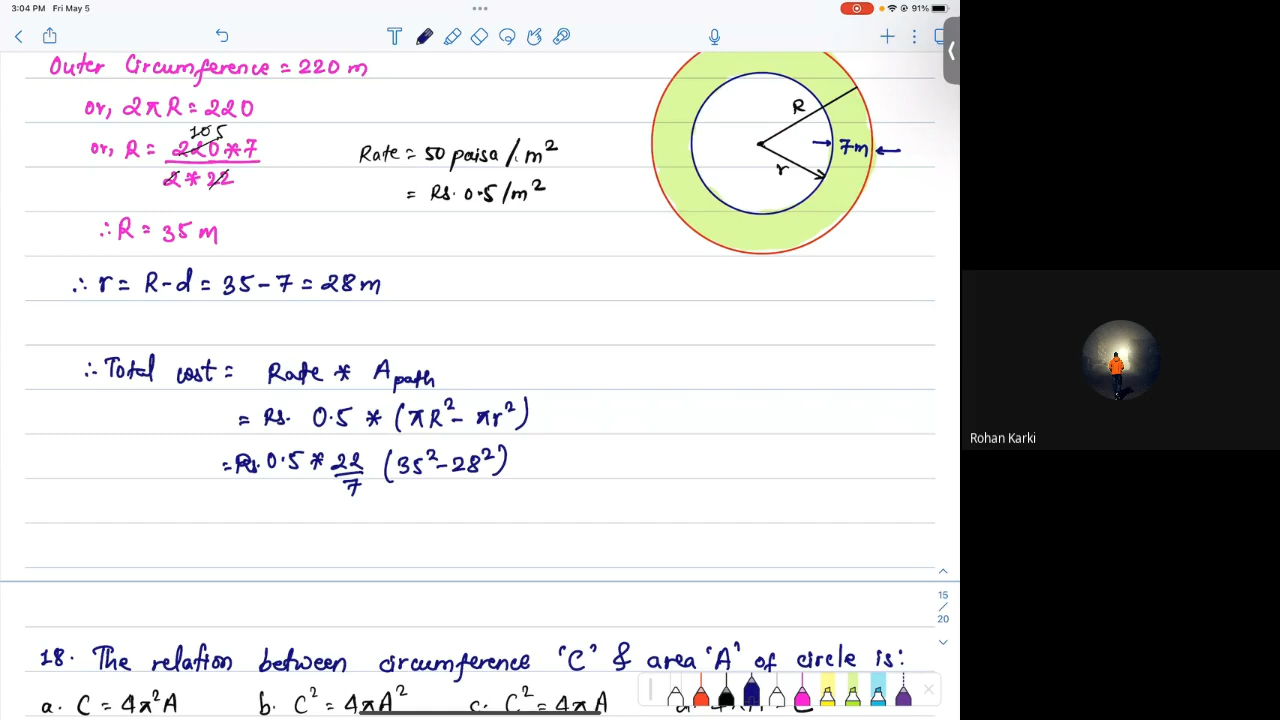 3:04 PM Fri May 5
91%
T
Outer Circumference = 220 m
or, 2πR = 220
105
or, R = 220 * 7
2 * 22
∴ R = 35 m
Rate = 50 paisa / m²
= Rs. 0.5/m²
R
7m
r
∴ r = R - d = 35 - 7 = 28 m
∴ Total cost = Rate * A path
= Rs. 0.5 * (πR² - πr²)
= Rs. 0.5 * 22/7 (35² - 28²)
Rohan Karki
15
/
20
18. The relation between circumference 'C' & area 'A' of circle is:
a. C = 4π²A b. C² = 4πA² c. C² = 4πA